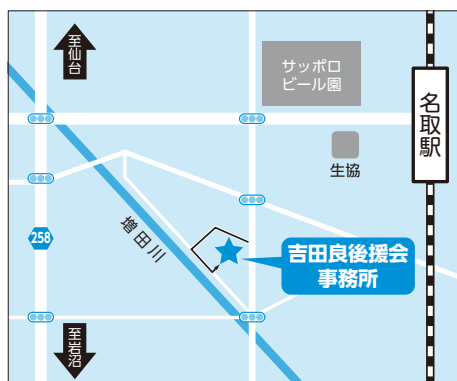 至仙台
サッポロ
ビール園
名取駅
生協
258
増田川
吉田良後援会
事務所
至岩沼